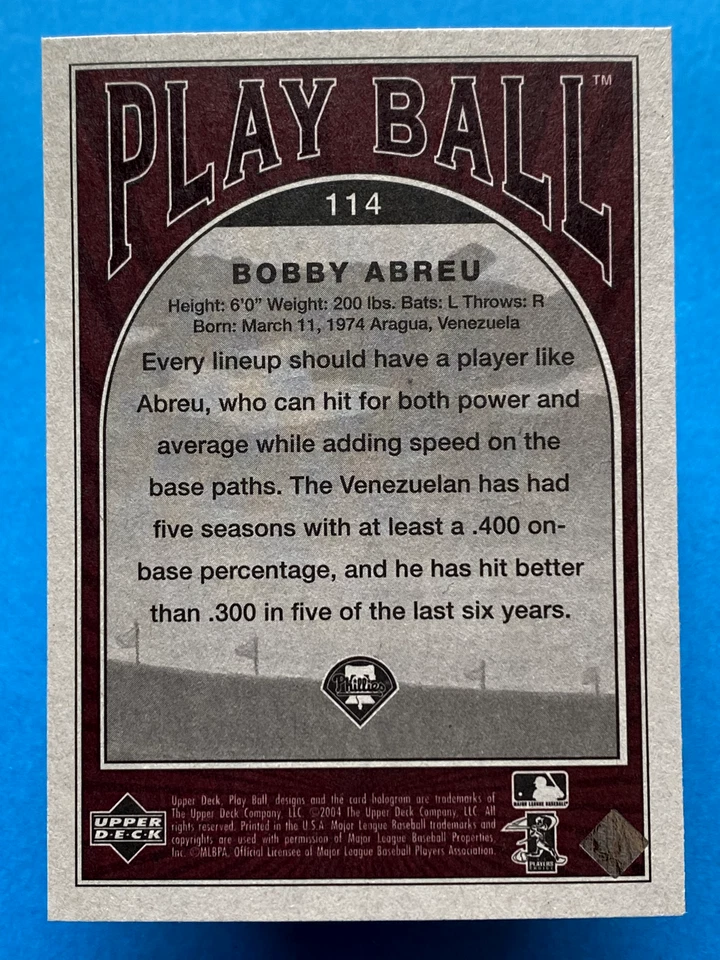 PLAY BALL™
114
BOBBY ABREU
Height: 6'0" Weight: 200 lbs. Bats: L Throws: R
Born: March 11, 1974 Aragua, Venezuela
Every lineup should have a player like
Abreu, who can hit for both power and
average while adding speed on the
base paths. The Venezuelan has had
five seasons with at least a .400 on-
base percentage, and he has hit better
than .300 in five of the last six years.
Phillies
UPPER
DECK
Upper Deck, Play Ball, designs and the card hologram are trademarks of
The Upper Deck Company, LLC. ©2004 The Upper Deck Company, LLC. All
rights reserved. Printed in the U.S.A. Major League Baseball trademarks and
copyrights are used with permission of Major League Baseball Properties,
Inc. ©MLBPA. Official Licensee of Major League Baseball Players Association.
MAJOR LEAGUE BASEBALL
PLAYERS
CHOICE